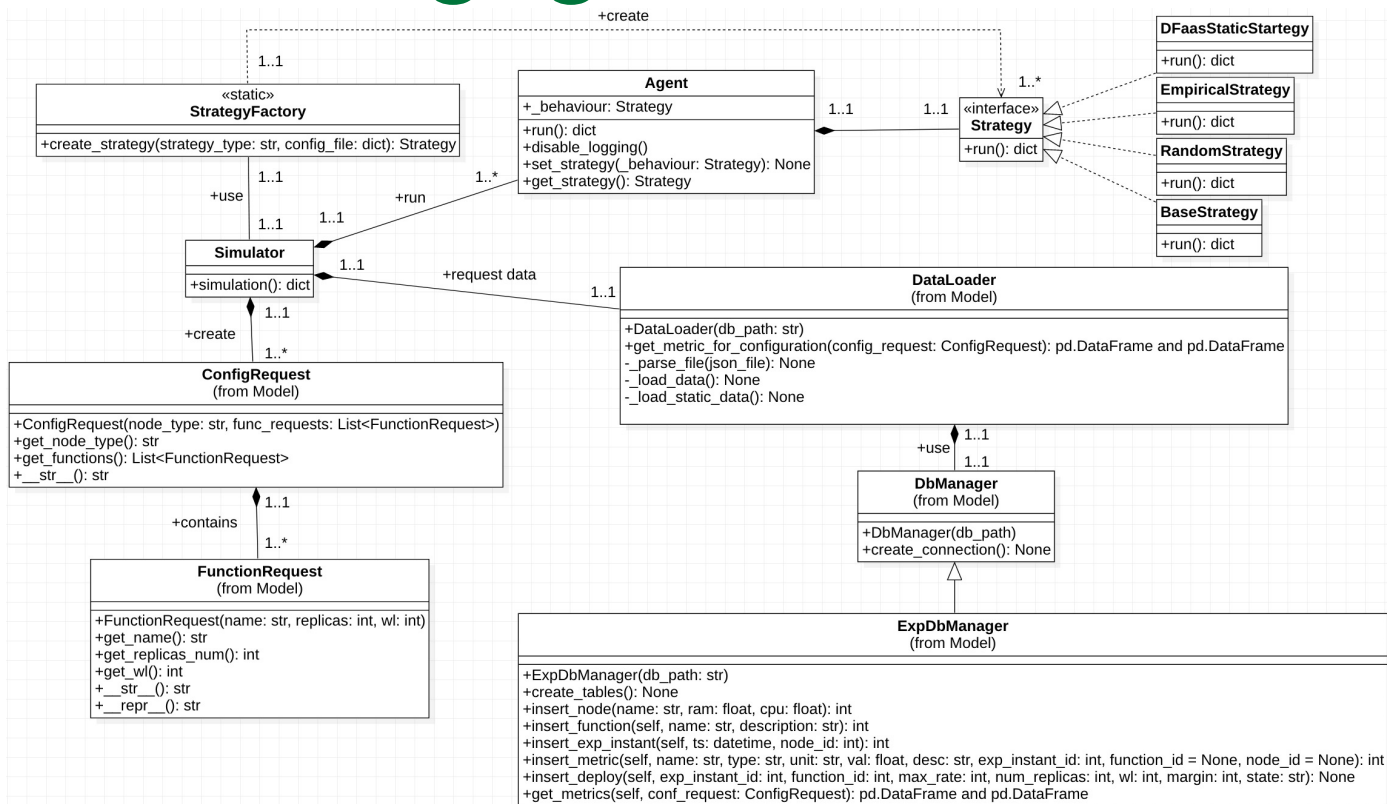 +create
1..1
1..*
«static»
StrategyFactory
+create_strategy(strategy_type: str, config_file: dict): Strategy
Agent
+_behaviour: Strategy
+run(): dict
+disable_logging()
+set_strategy(_behaviour: Strategy): None
+get_strategy(): Strategy
1..1
1..1
«interface»
Strategy
+run(): dict
DFaasStaticStartegy
+run(): dict
EmpiricalStrategy
+run(): dict
RandomStrategy
+run(): dict
BaseStrategy
+run(): dict
1..1
+use
1..1
1..1
+run
1..*
Simulator
+simulation(): dict
1..1
+request data
1..1
DataLoader
(from Model)
+DataLoader(db_path: str)
+get_metric_for_configuration(config_request: ConfigRequest): pd.DataFrame and pd.DataFrame
-_parse_file(json_file): None
-_load_data(): None
-_load_static_data(): None
1..1
+create
1..*
ConfigRequest
(from Model)
+ConfigRequest(node_type: str, func_requests: List<FunctionRequest>)
+get_node_type(): str
+get_functions(): List<FunctionRequest>
+__str__(): str
1..1
+use
1..1
DbManager
(from Model)
+DbManager(db_path)
+create_connection(): None
1..1
+contains
1..*
FunctionRequest
(from Model)
+FunctionRequest(name: str, replicas: int, wl: int)
+get_name(): str
+get_replicas_num(): int
+get_wl(): int
+__str__(): str
+__repr__(): str
ExpDbManager
(from Model)
+ExpDbManager(db_path: str)
+create_tables(): None
+insert_node(name: str, ram: float, cpu: float): int
+insert_function(self, name: str, description: str): int
+insert_exp_instant(self, ts: datetime, node_id: int): int
+insert_metric(self, name: str, type: str, unit: str, val: float, desc: str, exp_instant_id: int, function_id = None, node_id = None): int
+insert_deploy(self, exp_instant_id: int, function_id: int, max_rate: int, num_replicas: int, wl: int, margin: int, state: str): None
+get_metrics(self, conf_request: ConfigRequest): pd.DataFrame and pd.DataFrame